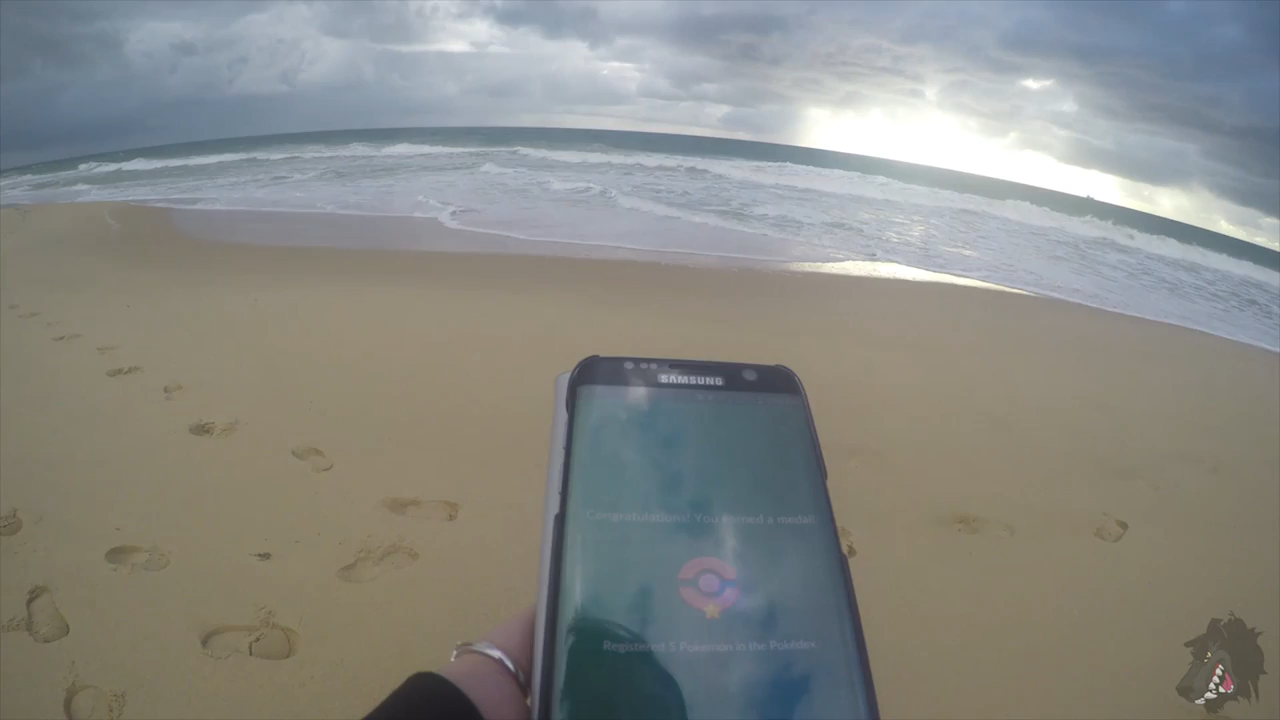 SAMSUNG
Congratulations! You earned a medal!
Registered 5 Pokémon in the Pokédex.